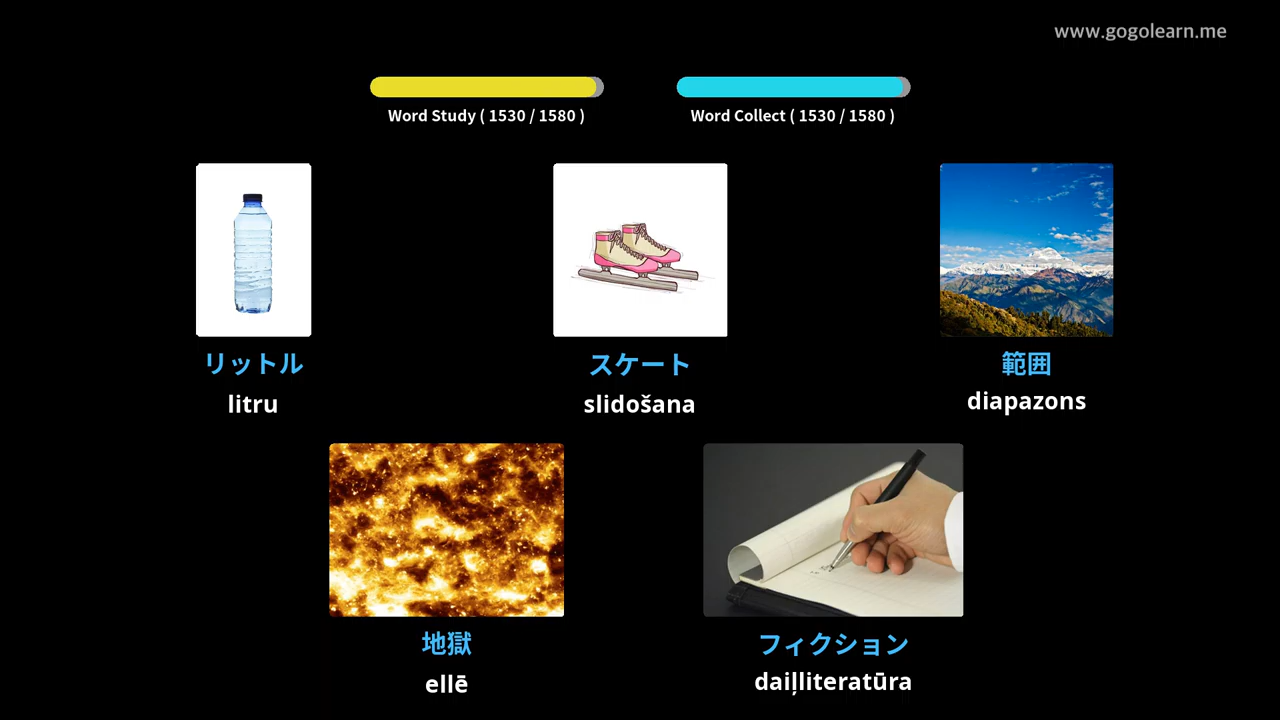 www.gogolearn.me
Word Study ( 1530 / 1580 )
Word Collect ( 1530 / 1580 )
リットル
litru
スケート
slidošana
範囲
diapazons
地獄
ellē
フィクション
daiļliteratūra